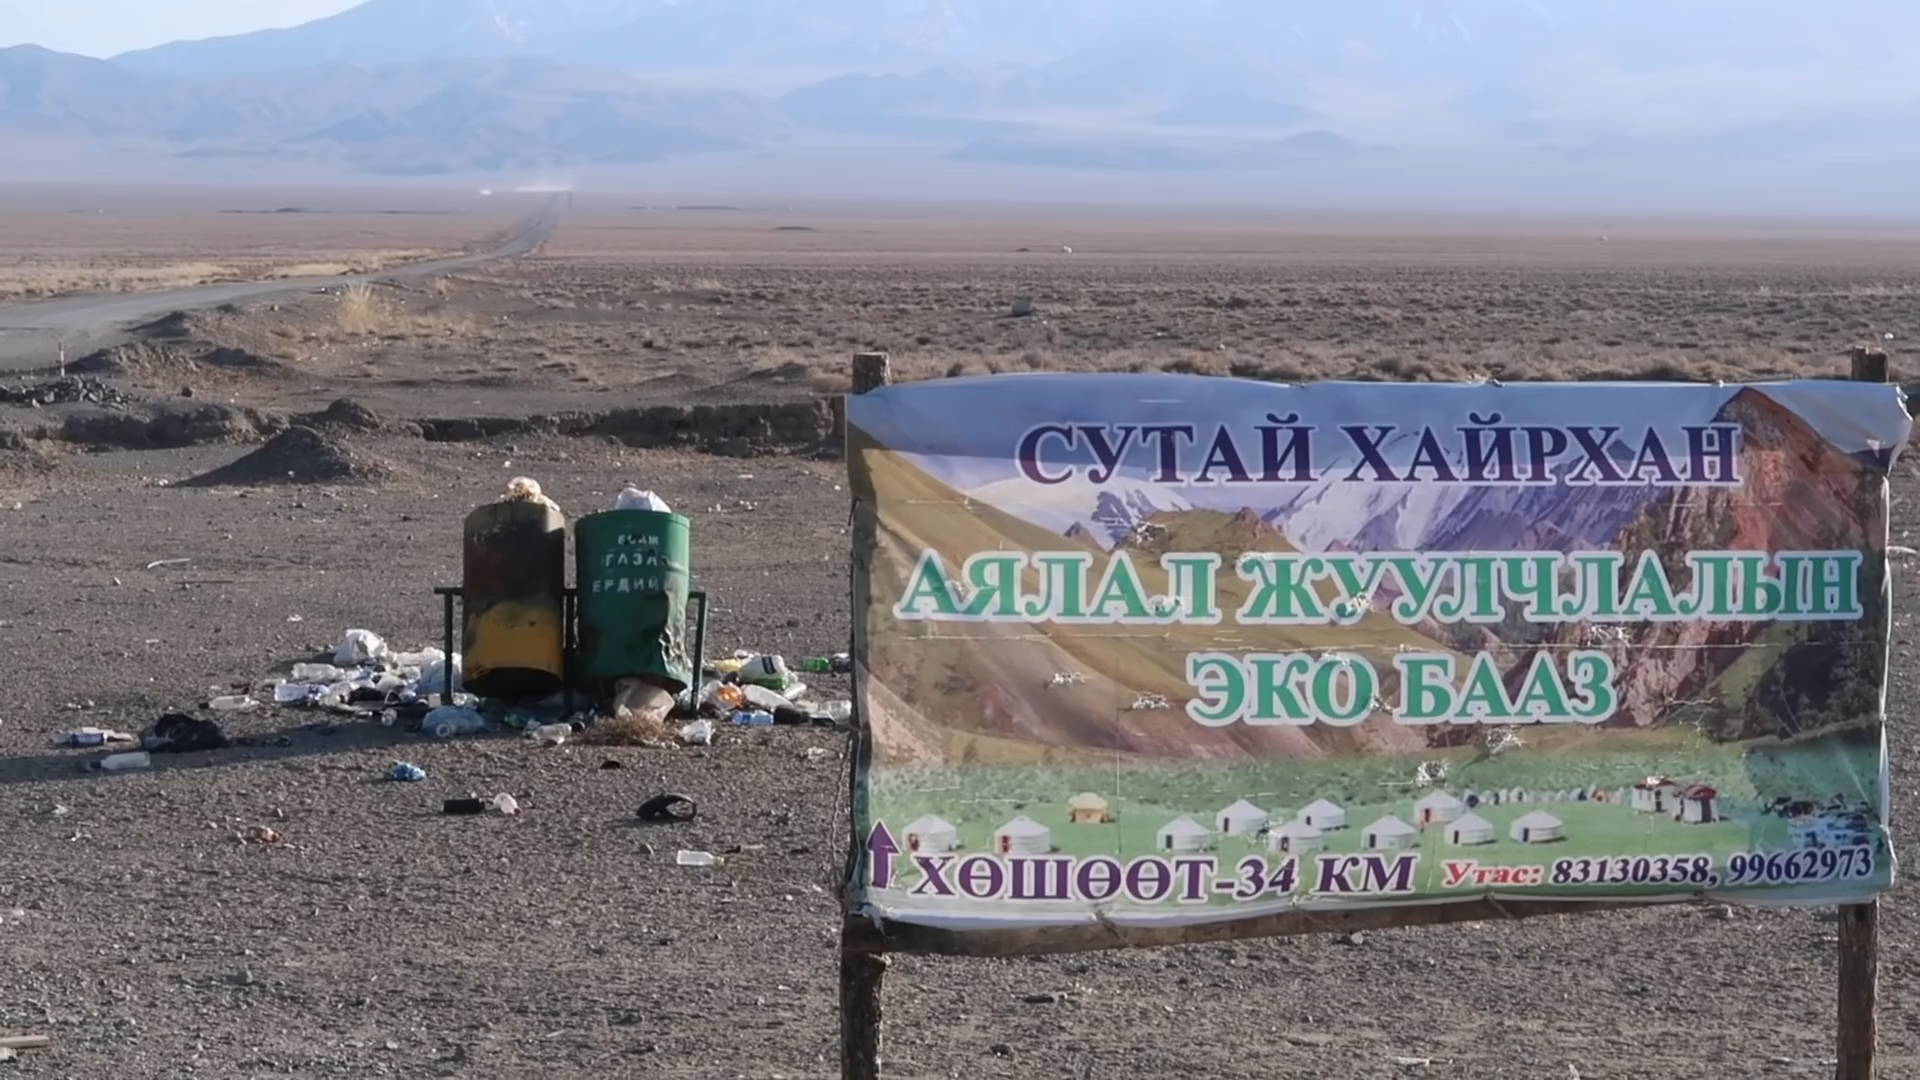 СУТАЙ ХАЙРХАН
АЯЛАЛ ЖУУЛЧЛАЛЫН
ЭКО БААЗ
ХӨШӨӨТ-34 КМ Утас: 83130358, 99662973